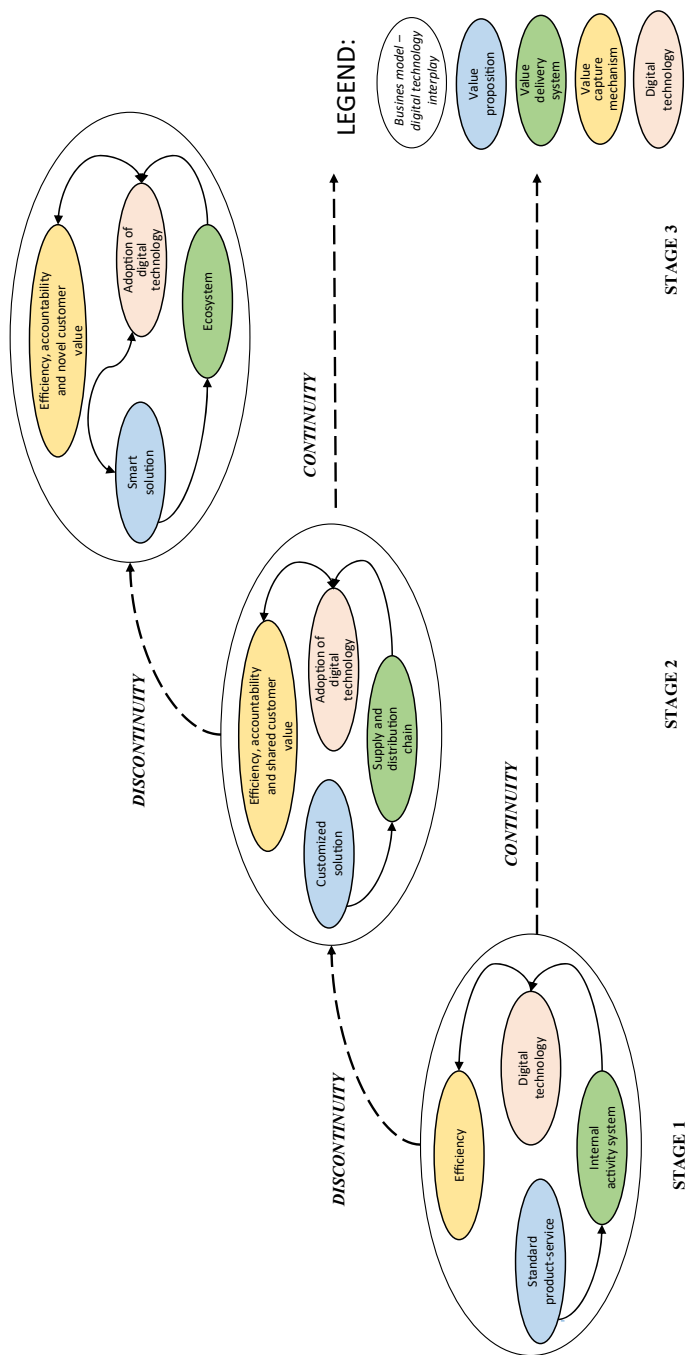 Efficiency
Standard
product-service
Digital
technology
Internal
activity system
STAGE 1
DISCONTINUITY
CONTINUITY
Efficiency, accountability
and shared customer
value
Customized
solution
Adoption of
digital
technology
Supply and
distribution
chain
STAGE 2
DISCONTINUITY
CONTINUITY
Efficiency, accountability
and novel customer
value
Smart
solution
Adoption of
digital
technology
Ecosystem
STAGE 3
LEGEND:
Busines model –
digital technology
interplay
Value
proposition
Value
delivery
system
Value
capture
mechanism
Digital
technology